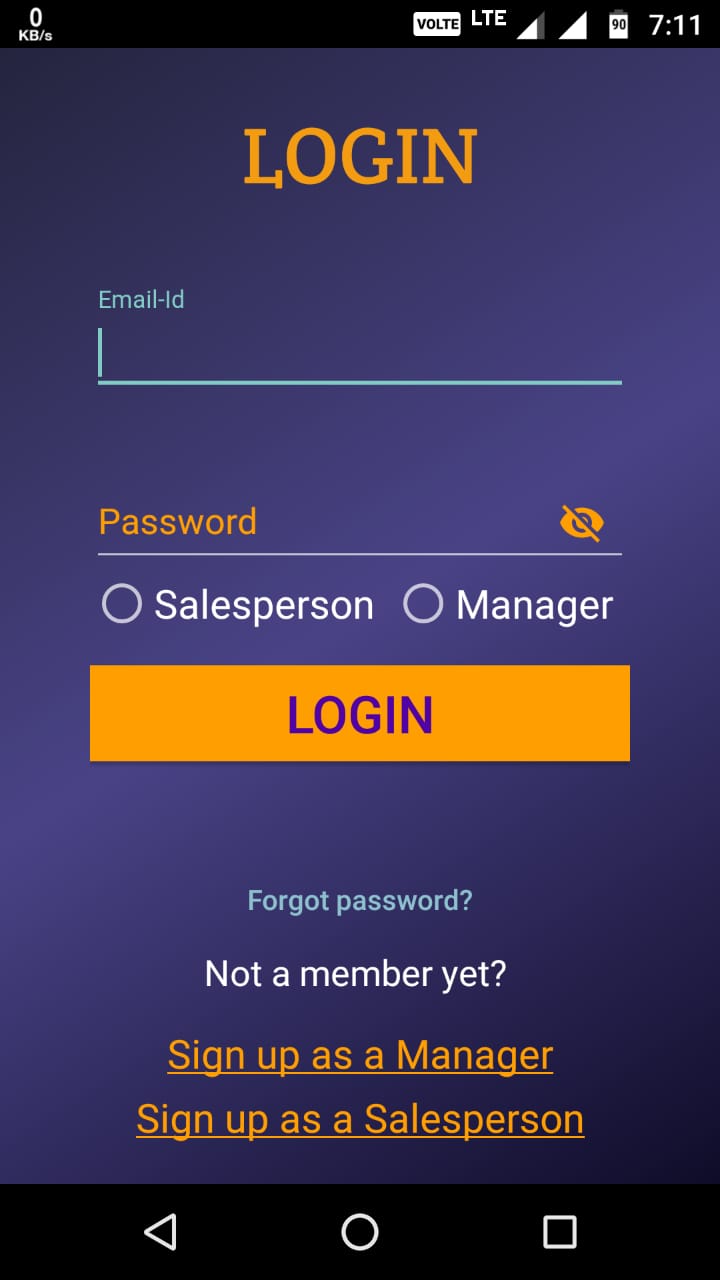 0
KB/s
VOLTE LTE 90 7:11
LOGIN
Email-Id
Password
Salesperson Manager
LOGIN
Forgot password?
Not a member yet?
Sign up as a Manager
Sign up as a Salesperson